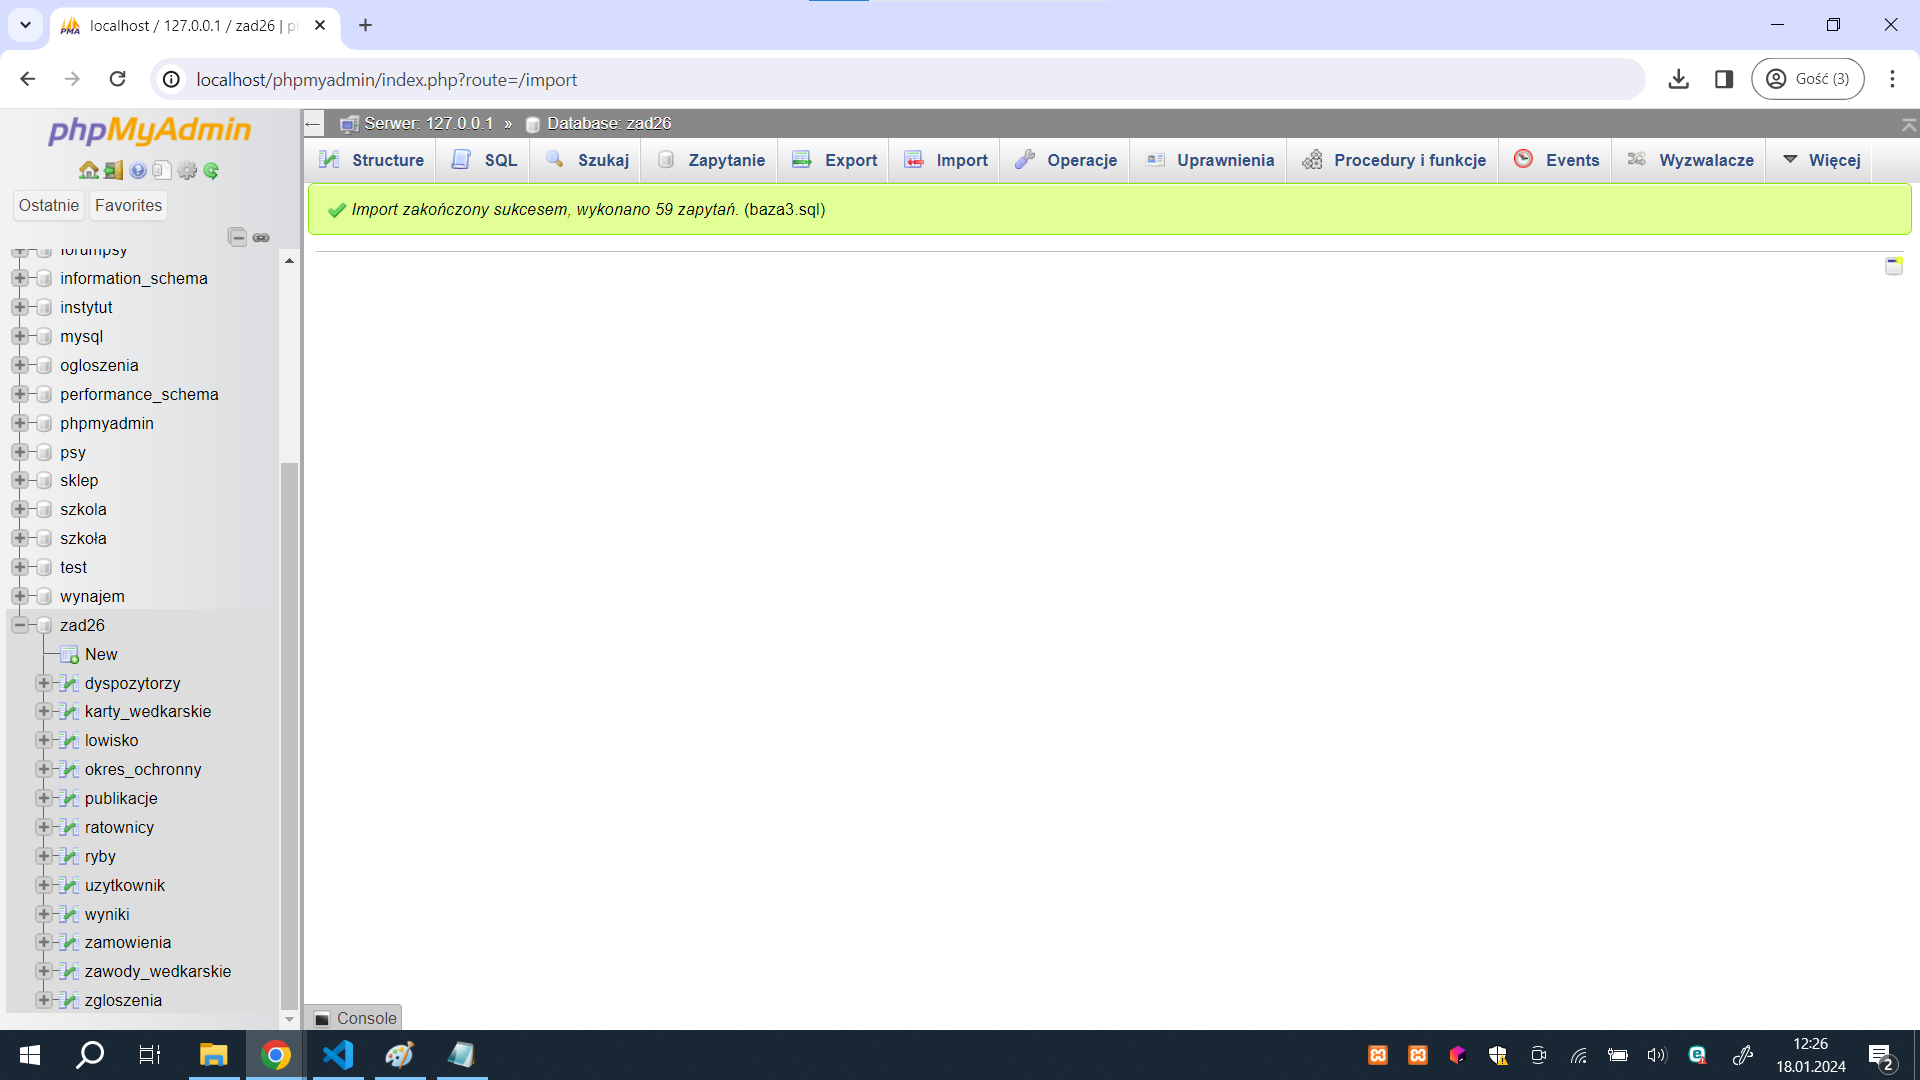 localhost / 127.0.0.1 / zad26 | p
localhost/phpmyadmin/index.php?route=/import
Gość (3)
phpMyAdmin
Ostatnie
Favorites
forumpsy
information_schema
instytut
mysql
ogloszenia
performance_schema
phpmyadmin
psy
sklep
szkola
szkoła
test
wynajem
zad26
New
dyspozytorzy
karty_wedkarskie
lowisko
okres_ochronny
publikacje
ratownicy
ryby
uzytkownik
wyniki
zamowienia
zawody_wedkarskie
zgloszenia
Serwer: 127.0.0.1 » Database: zad26
Structure
SQL
Szukaj
Zapytanie
Export
Import
Operacje
Uprawnienia
Procedury i funkcje
Events
Wyzwalacze
Więcej
Import zakończony sukcesem, wykonano 59 zapytań. (baza3.sql)
Console
12:26
18.01.2024
2